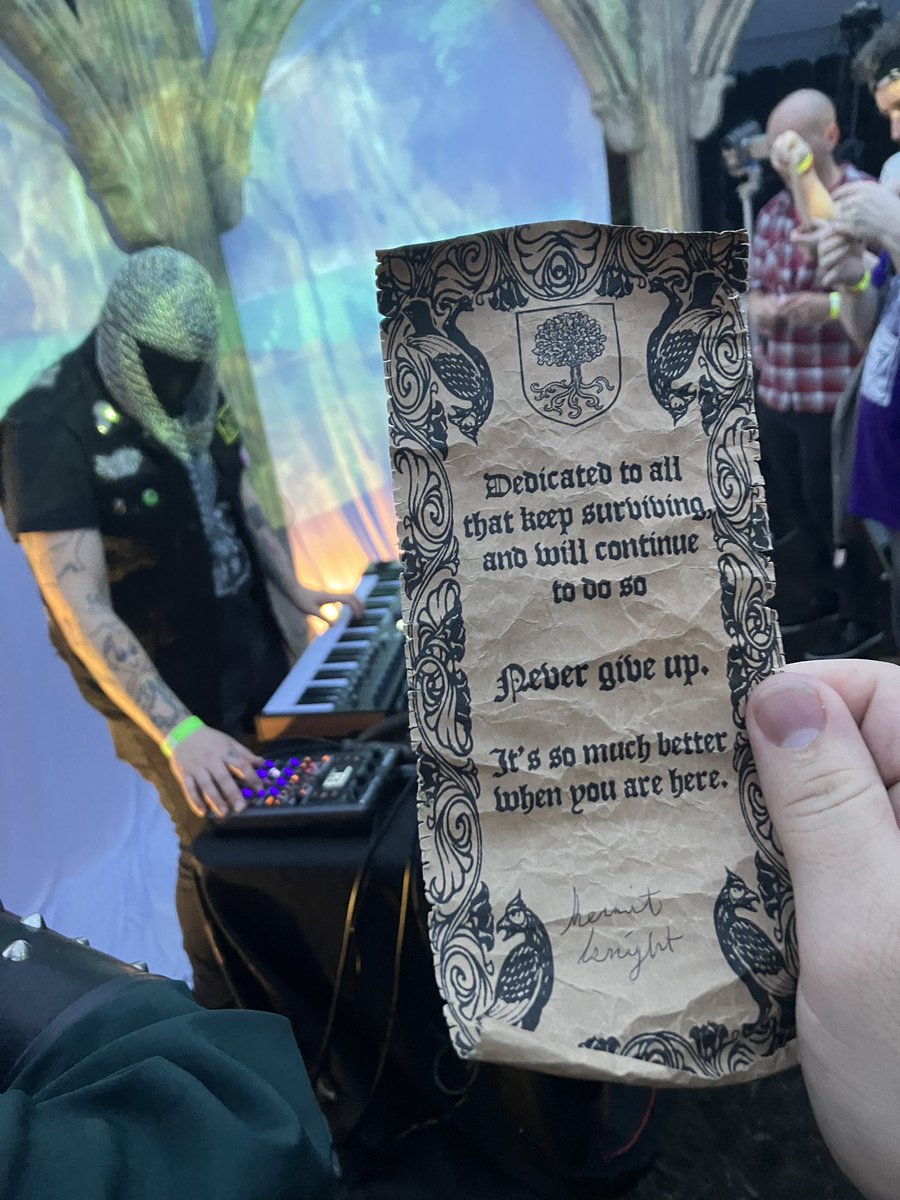 Dedicated to all
that keep surviving,
and will continue
to do so
Never give up.
It's so much better
when you are here.
hermit
knight